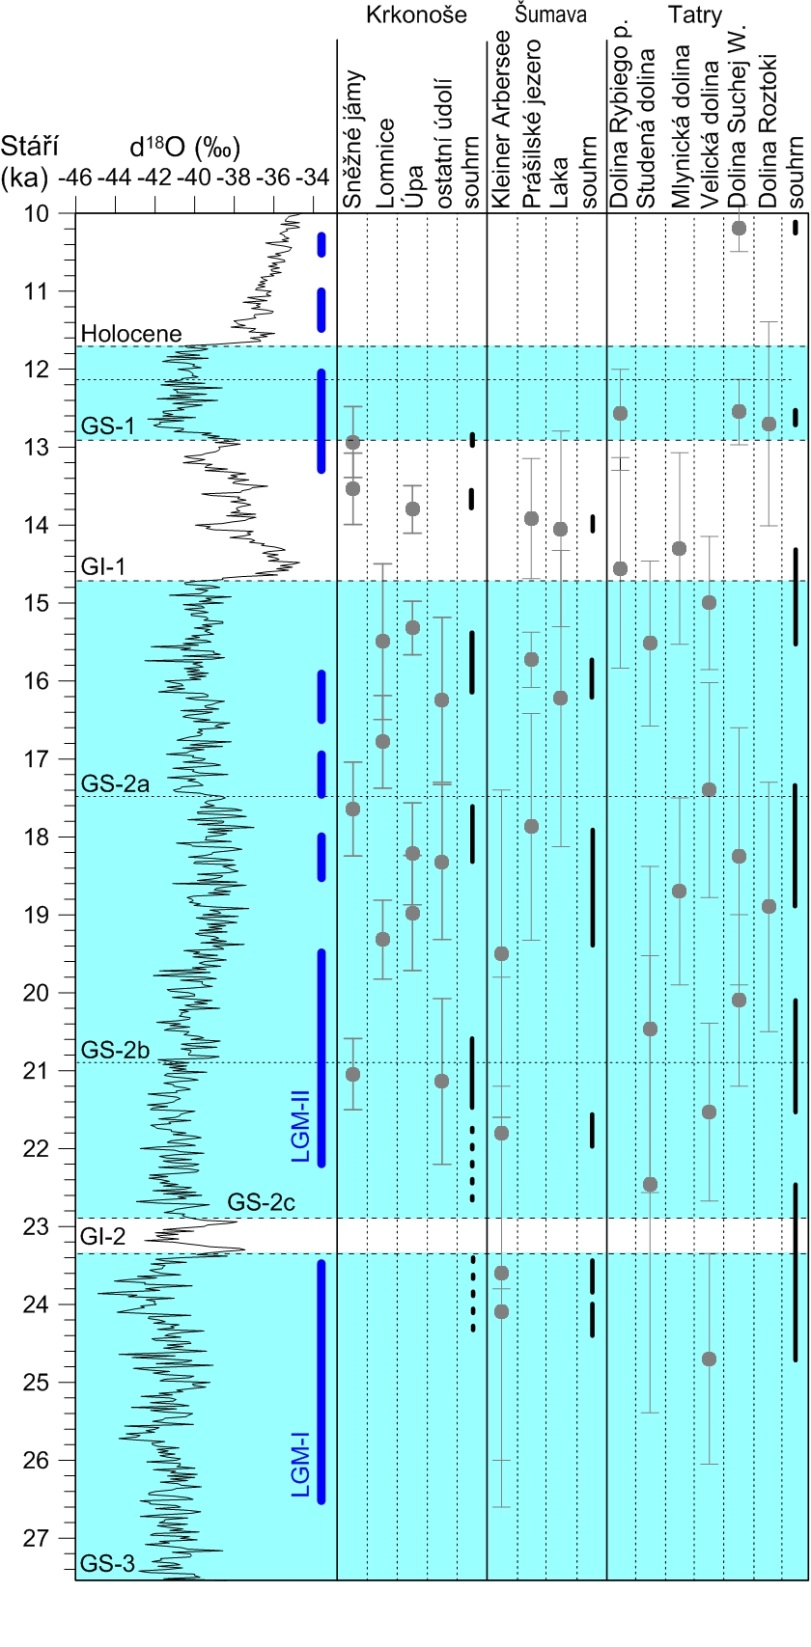 Krkonoše
Šumava
Tatry
Stáří
(ka)
d¹⁸O (‰)
-46 -44 -42 -40 -38 -36 -34
Sněžné jámy
Lomnice
Úpa
ostatní údolí
souhrn
Kleiner Arbersee
Prášilské jezero
Laka
souhrn
Dolina Rybiego p.
Studená dolina
Mlynická dolina
Velická dolina
Dolina Suchej W.
Dolina Roztoki
souhrn
10
11
Holocene
12
GS-1
13
14
GI-1
15
16
17
GS-2a
18
19
20
GS-2b
21
LGM-II
22
GS-2c
23
GI-2
24
25
LGM-I
26
27
GS-3